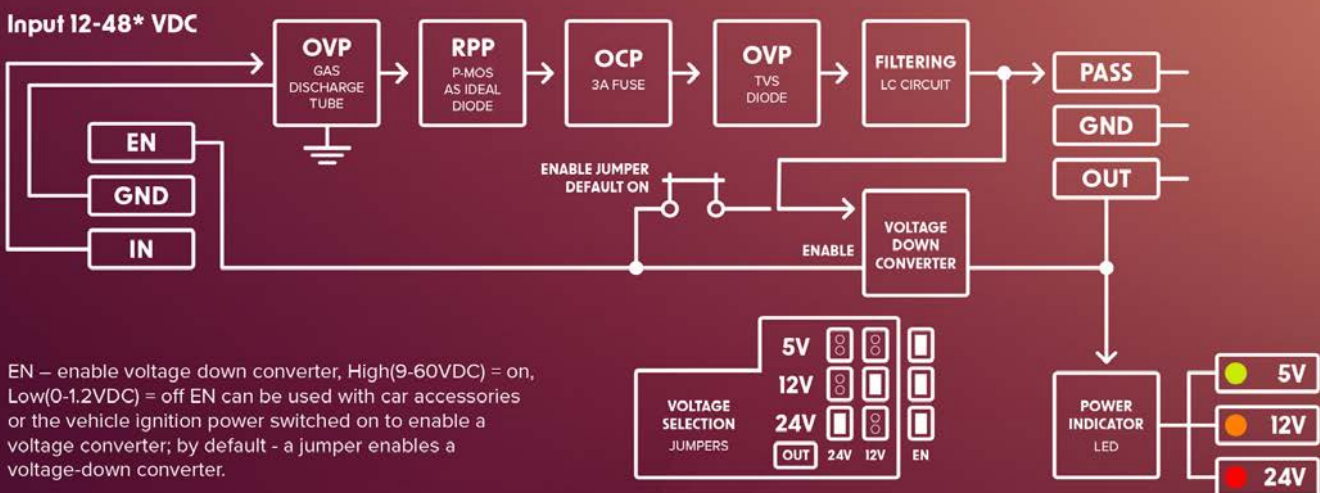 Input 12-48* VDC
OVP
GAS
DISCHARGE
TUBE
RPP
P-MOS
AS IDEAL
DIODE
OCP
3A FUSE
OVP
TVS
DIODE
FILTERING
LC CIRCUIT
PASS
GND
OUT
EN
GND
IN
ENABLE JUMPER
DEFAULT ON
ENABLE
VOLTAGE
DOWN
CONVERTER
EN – enable voltage down converter, High(9-60VDC) = on,
Low(0-1.2VDC) = off EN can be used with car accessories
or the vehicle ignition power switched on to enable a
voltage converter; by default - a jumper enables a
voltage-down converter.
VOLTAGE
SELECTION
JUMPERS
5V
12V
24V
OUT 24V 12V EN
POWER
INDICATOR
LED
5V
12V
24V